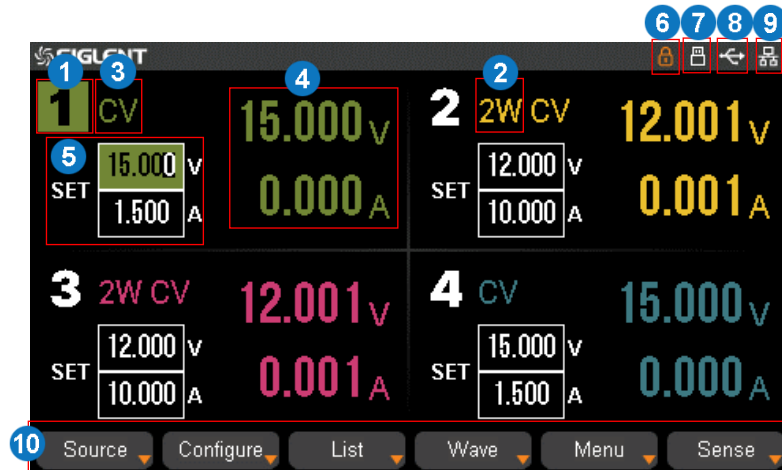 6 7 8 9
SIGLENT
1 3 4 2
1 CV 15.000 V
5 SET 15.000 V
1.500 A
0.000 A
2 2W CV 12.001 V
SET 12.000 V
10.000 A
0.001 A
3 2W CV 12.001 V
SET 12.000 V
10.000 A
0.001 A
4 CV 15.000 V
SET 15.000 V
1.500 A
0.000 A
10 Source Configure List Wave Menu Sense